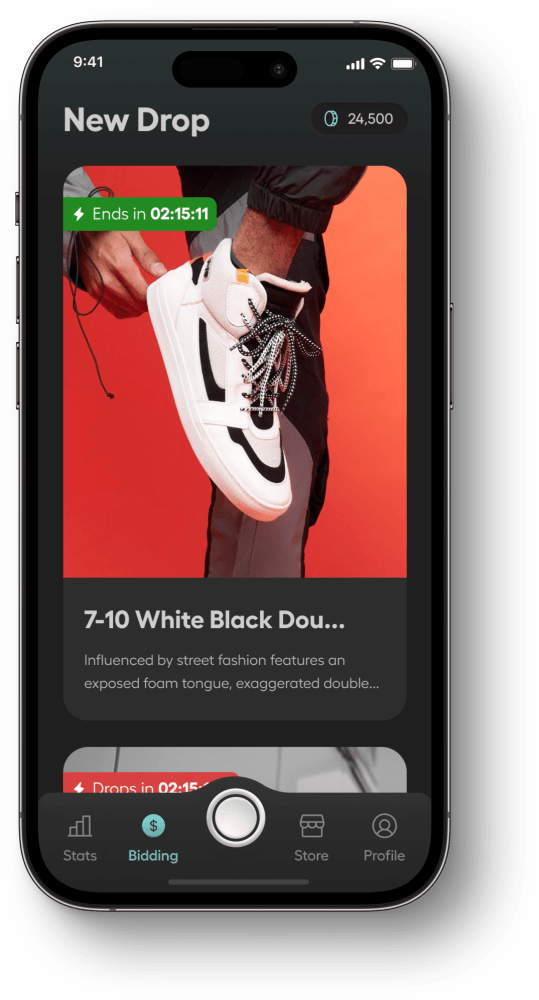 9:41
New Drop
24,500
Ends in 02:15:11
7-10 White Black Dou...
Influenced by street fashion features an
exposed foam tongue, exaggerated double...
Drops in 02:15:
Stats
Bidding
Store
Profile